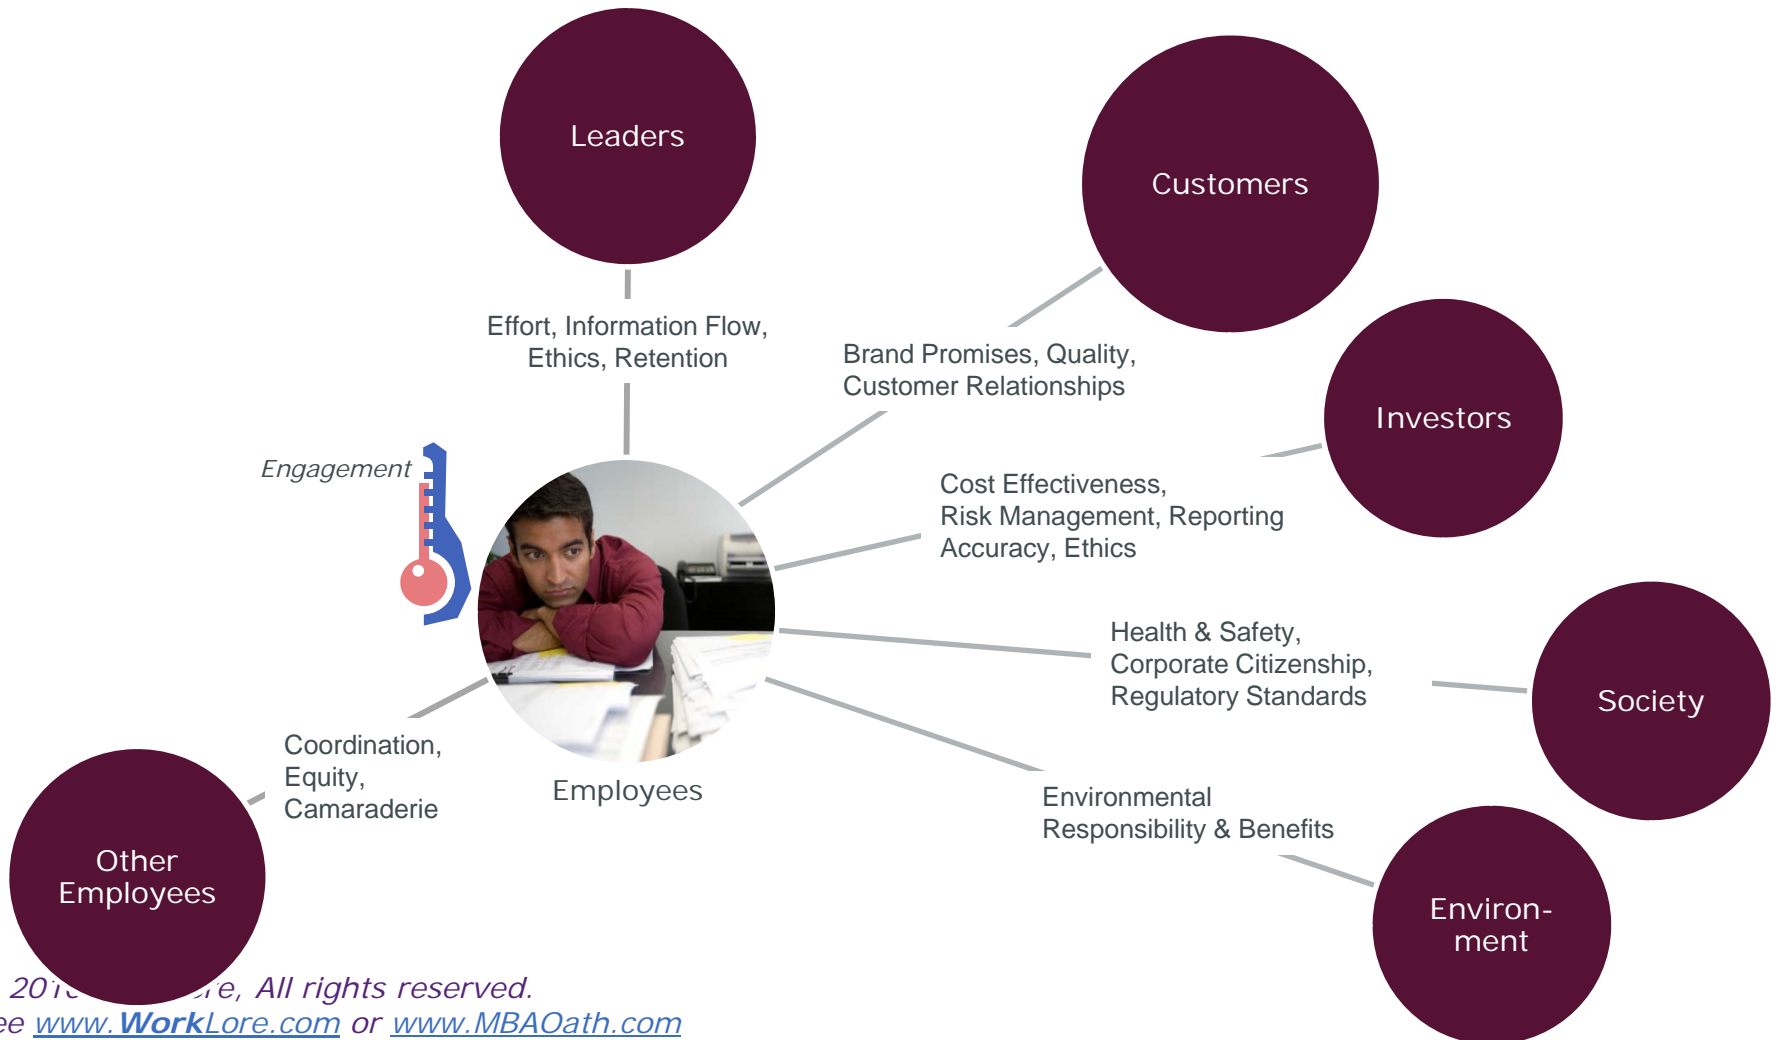 Leaders
Customers
Effort, Information Flow,
Ethics, Retention
Brand Promises, Quality,
Customer Relationships
Investors
Engagement
Cost Effectiveness,
Risk Management, Reporting
Accuracy, Ethics
Health & Safety,
Corporate Citizenship,
Regulatory Standards
Society
Coordination,
Equity,
Camaraderie
Employees
Environmental
Responsibility & Benefits
Other
Employees
Environ-
ment
All rights reserved.
www.WorkLore.com or www.MBAOath.com